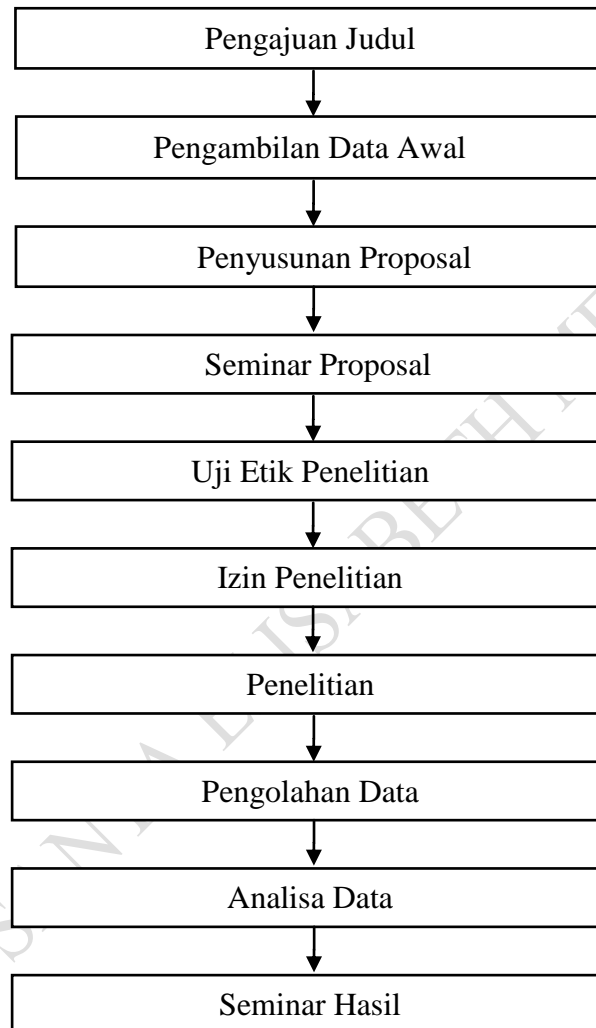 Pengajuan Judul
Pengambilan Data Awal
Penyusunan Proposal
Seminar Proposal
Uji Etik Penelitian
Izin Penelitian
Penelitian
Pengolahan Data
Analisa Data
Seminar Hasil